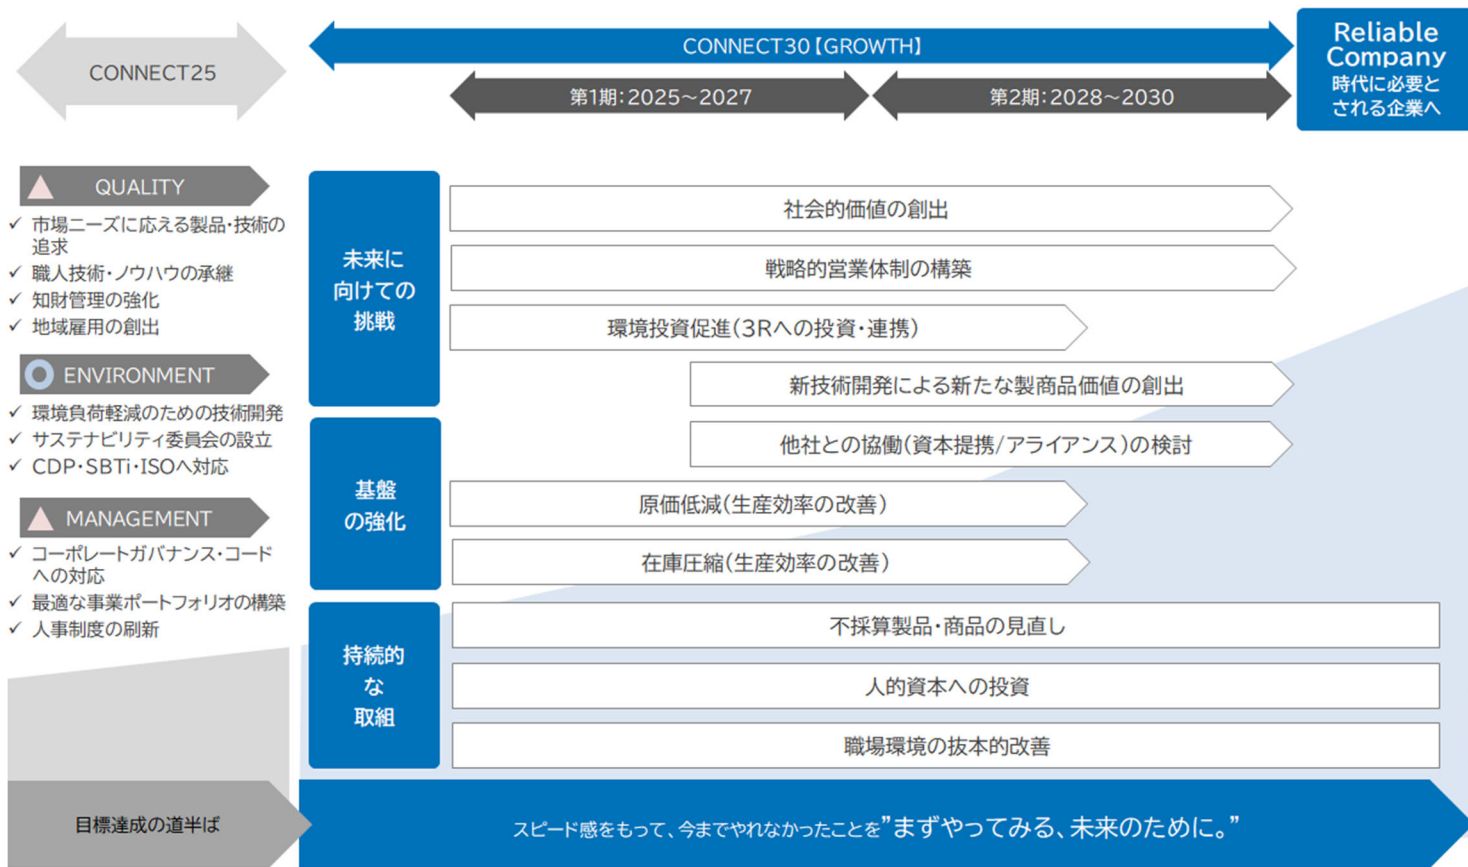 CONNECT25
CONNECT30【GROWTH】
第1期：2025～2027
第2期：2028～2030
Reliable
Company
時代に必要と
される企業へ
QUALITY
✓ 市場ニーズに応える製品・技術の
追求
✓ 職人技術・ノウハウの承継
✓ 知財管理の強化
✓ 地域雇用の創出
ENVIRONMENT
✓ 環境負荷軽減のための技術開発
✓ サステナビリティ委員会の設立
✓ CDP・SBTi・ISOへ対応
MANAGEMENT
✓ コーポレートガバナンス・コード
への対応
✓ 最適な事業ポートフォリオの構築
✓ 人事制度の刷新
目標達成の道半ば
未来に
向けての
挑戦
社会的価値の創出
戦略的営業体制の構築
環境投資促進(3Rへの投資・連携)
新技術開発による新たな製商品価値の創出
基盤
の強化
他社との協働(資本提携/アライアンス)の検討
原価低減(生産効率の改善)
在庫圧縮(生産効率の改善)
持続的
な
取組
不採算製品・商品の見直し
人的資本への投資
職場環境の抜本的改善
スピード感をもって、今までやれなかったことを”まずやってみる、未来のために。”